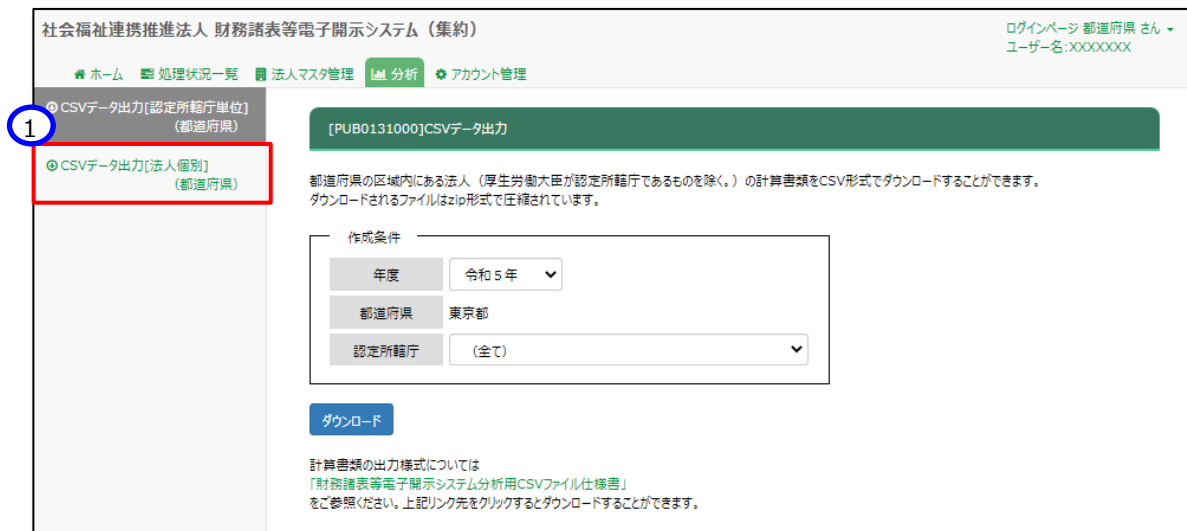 社会福祉連携推進法人 財務諸表等電子開示システム（集約）
ログインページ 都道府県 さん
ユーザー名:XXXXXXX
ホーム 処理状況一覧 法人マスタ管理 分析 アカウント管理
CSVデータ出力[認定所轄庁単位]
（都道府県）
1
CSVデータ出力[法人個別]
（都道府県）
[PUB0131000]CSVデータ出力
都道府県の区域内にある法人（厚生労働大臣が認定所轄庁であるものを除く。）の計算書類をCSV形式でダウンロードすることができます。
ダウンロードされるファイルはzip形式で圧縮されています。
作成条件
年度 令和５年
都道府県 東京都
認定所轄庁 （全て）
ダウンロード
計算書類の出力様式については
「財務諸表等電子開示システム分析用CSVファイル仕様書」
をご参照ください。上記リンク先をクリックするとダウンロードすることができます。